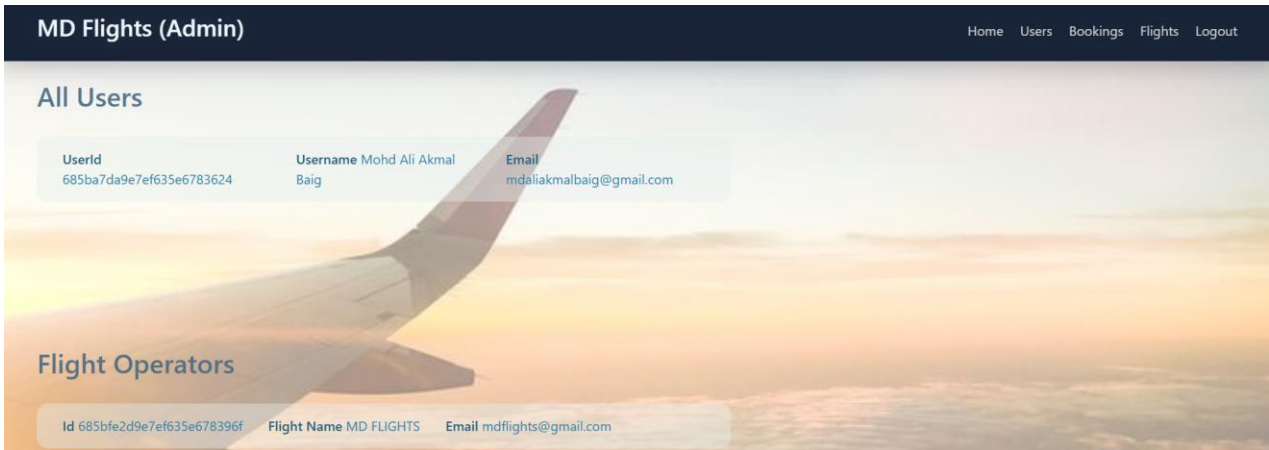 MD Flights (Admin)
Home Users Bookings Flights Logout
All Users
UserId
685ba7da9e7ef635e6783624
Username Mohd Ali Akmal
Baig
Email
mdaliakmalbaig@gmail.com
Flight Operators
Id 685bfe2d9e7ef635e678396f Flight Name MD FLIGHTS Email mdflights@gmail.com